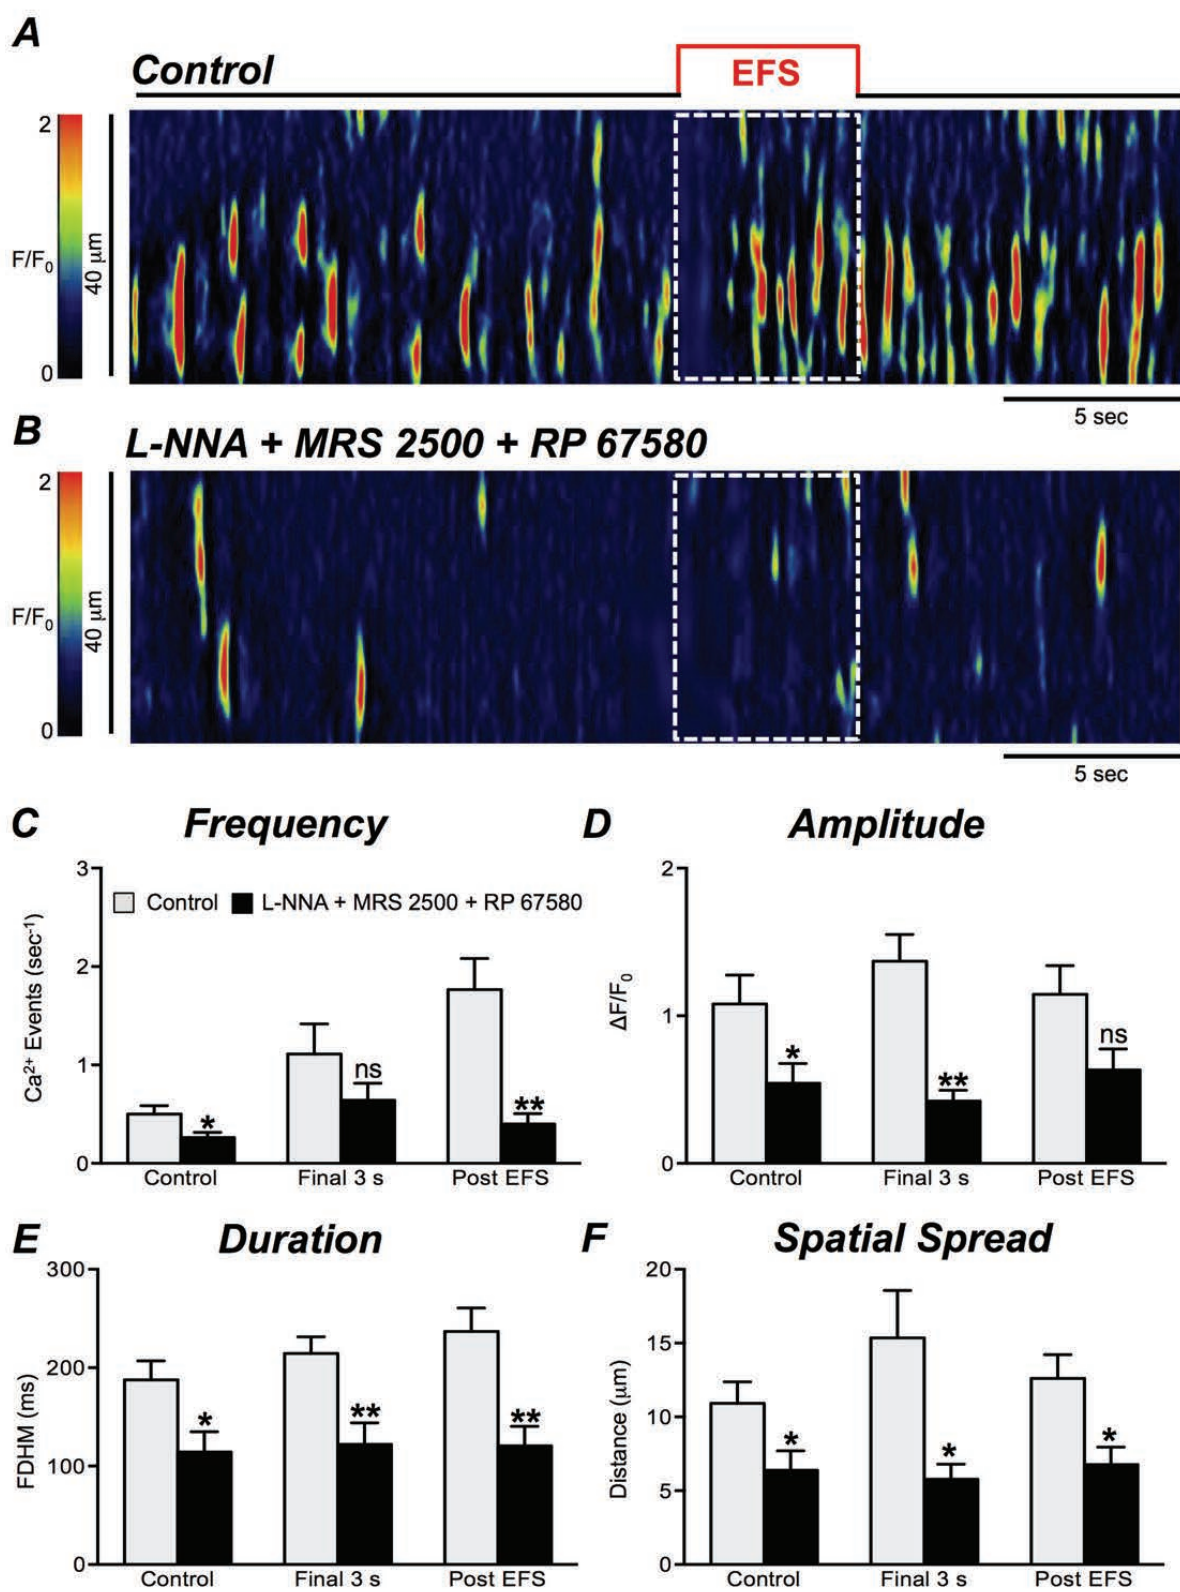 A
Control
EFS
2
F/F0
40 μm
0
5 sec
B
L-NNA + MRS 2500 + RP 67580
2
F/F0
40 μm
0
5 sec
C
Frequency
3
2
1
0
Ca2+ Events (sec-1)
Control
L-NNA + MRS 2500 + RP 67580
*
ns
**
Control
Final 3 s
Post EFS
D
Amplitude
2
1
0
ΔF/F0
*
**
ns
Control
Final 3 s
Post EFS
E
Duration
300
200
100
0
FDHM (ms)
*
**
**
Control
Final 3 s
Post EFS
F
Spatial Spread
20
15
10
5
0
Distance (μm)
*
*
*
Control
Final 3 s
Post EFS